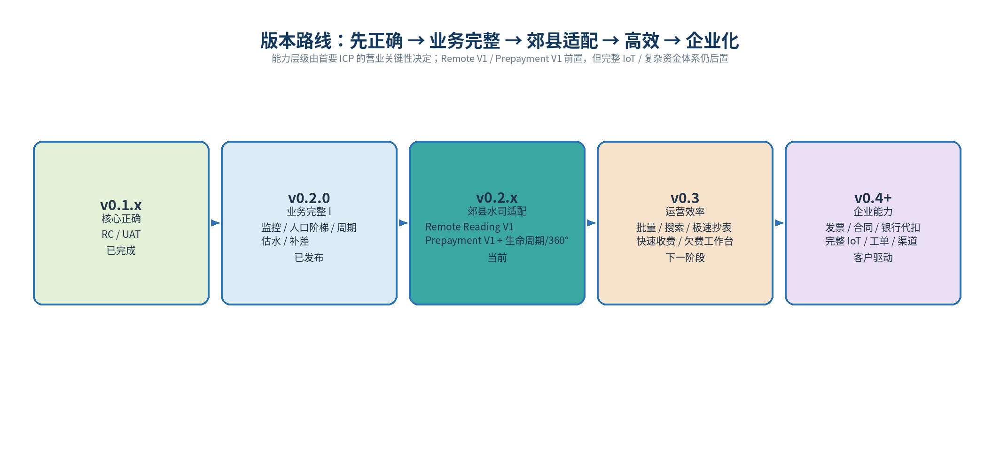 版本路线：先正确 → 业务完整 → 郊县适配 → 高效 → 企业化
能力层级由首要 ICP 的营业关键性决定；Remote V1 / Prepayment V1 前置，但完整 IoT / 复杂资金体系仍后置
v0.1.x
核心正确
RC / UAT
已完成
v0.2.0
业务完整 I
监控 / 人口阶梯 / 周期
估水 / 补差
已发布
v0.2.x
郊县水司适配
Remote Reading V1
Prepayment V1 + 生命周期/360°
当前
v0.3
运营效率
批量 / 搜索 / 极速抄表
快速收费 / 欠费工作台
下一阶段
v0.4+
企业能力
发票 / 合同 / 银行代扣
完整 IoT / 工单 / 渠道
客户驱动